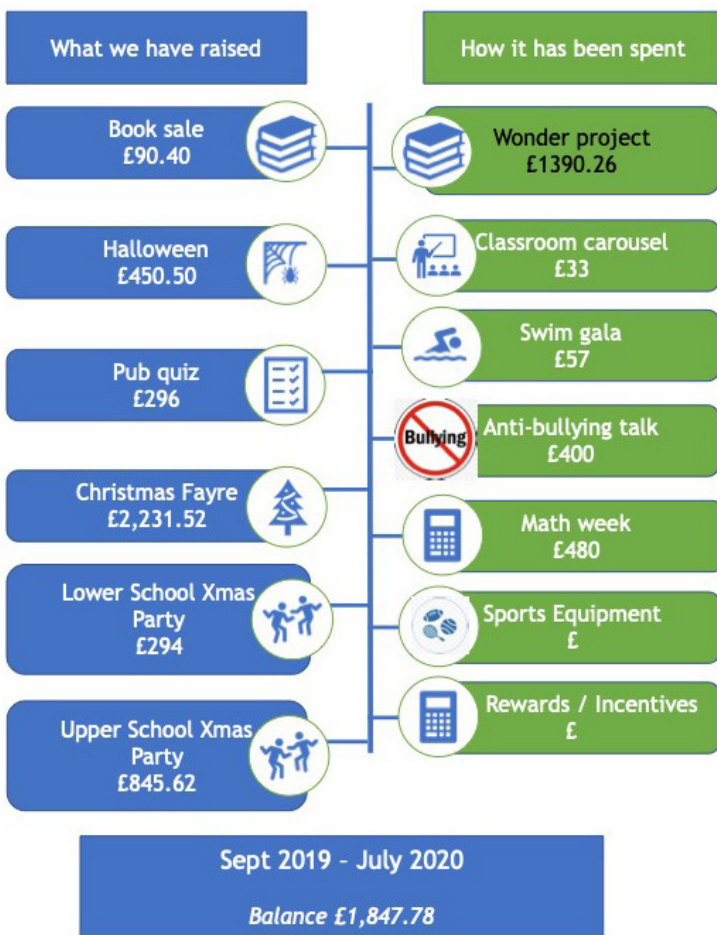 What we have raised
Book sale
£90.40
Halloween
£450.50
Pub quiz
£296
Christmas Fayre
£2,231.52
Lower School Xmas
Party
£294
Upper School Xmas
Party
£845.62
How it has been spent
Wonder project
£1390.26
Classroom carousel
£33
Swim gala
£57
Bullying
Anti-bullying talk
£400
Math week
£480
Sports Equipment
£
Rewards / Incentives
£
Sept 2019 – July 2020
Balance £1,847.78